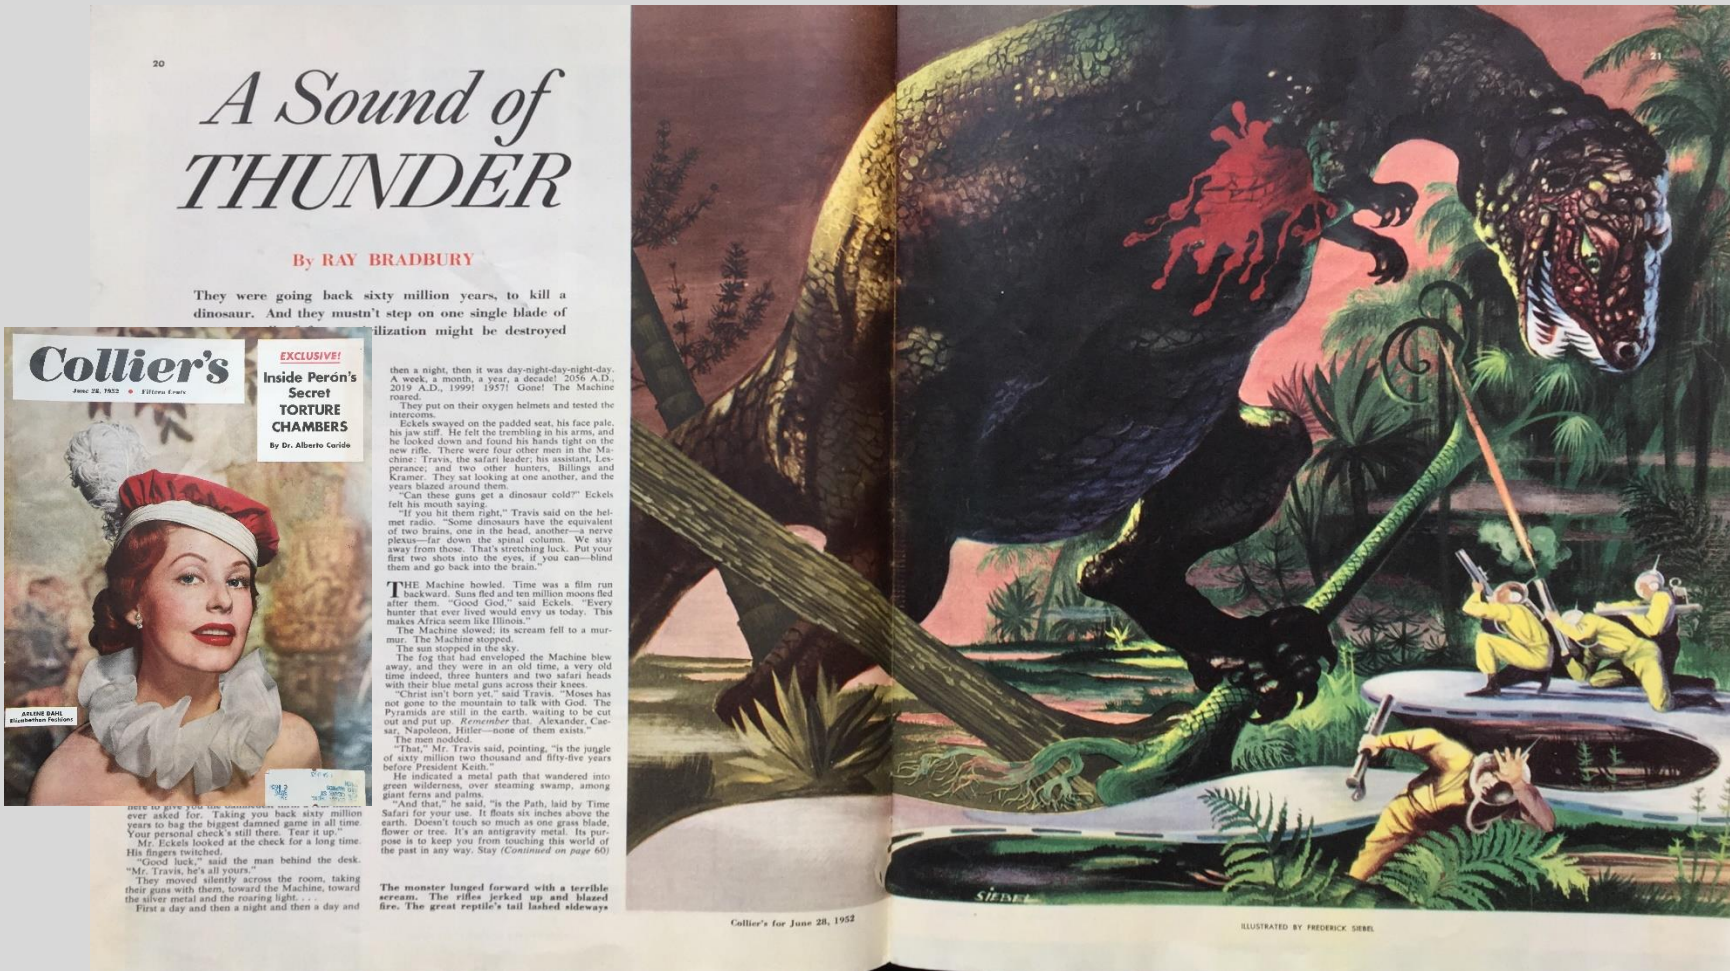 20
A Sound of
THUNDER
By RAY BRADBURY
They were going back sixty million years, to kill a
dinosaur. And they mustn't step on one single blade of
ilization might be destroyed
Collier's
June 28, 1952 • Fifteen Cents
EXCLUSIVE!
Inside Perón's
Secret
TORTURE
CHAMBERS
By Dr. Alberto Caride
ARLENE DAHL
Elizabethan Fashions
ever asked for. Taking you back sixty million
years to bag the biggest damned game in all time.
Your personal check's still there. Tear it up."
Mr. Eckels looked at the check for a long time.
His fingers twitched.
"Good luck," said the man behind the desk.
"Mr. Travis, he's all yours."
They moved silently across the room, taking
their guns with them, toward the Machine, toward
the silver metal and the roaring light. . . .
First a day and then a night and then a day and
then a night, then it was day-night-day-night-day.
A week, a month, a year, a decade! 2056 A.D.,
2019 A.D., 1999! 1957! Gone! The Machine
roared.
They put on their oxygen helmets and tested the
intercoms.
Eckels swayed on the padded seat, his face pale,
his jaw stiff. He felt the trembling in his arms, and
he looked down and found his hands tight on the
new rifle. There were four other men in the Ma-
chine: Travis, the safari leader; his assistant, Les-
perance; and two other hunters, Billings and
Kramer. They sat looking at one another, and the
years blazed around them.
"Can these guns get a dinosaur cold?" Eckels
felt his mouth saying.
"If you hit them right," Travis said on the hel-
met radio. "Some dinosaurs have the equivalent
of two brains, one in the head, another—a nerve
plexus—far down the spinal column. We stay
away from those. That's stretching luck. Put your
first two shots into the eyes, if you can—blind
them and go back into the brain."
THE Machine howled. Time was a film run
backward. Suns fled and ten million moons fled
after them. "Good God," said Eckels. "Every
hunter that ever lived would envy us today. This
makes Africa seem like Illinois."
The Machine slowed; its scream fell to a mur-
mur. The Machine stopped.
The sun stopped in the sky.
The fog that had enveloped the Machine blew
away, and they were in an old time, a very old
time indeed, three hunters and two safari heads
with their blue metal guns across their knees.
"Christ isn't born yet," said Travis. "Moses has
not gone to the mountain to talk with God. The
Pyramids are still in the earth, waiting to be cut
out and put up. Remember that. Alexander, Cae-
sar, Napoleon, Hitler—none of them exists."
The men nodded.
"That," Mr. Travis said, pointing, "is the jungle
of sixty million two thousand and fifty-five years
before President Keith."
He indicated a metal path that wandered into
green wilderness, over steaming swamp, among
giant ferns and palms.
"And that," he said, "is the Path, laid by Time
Safari for your use. It floats six inches above the
earth. Doesn't touch so much as one grass blade,
flower or tree. It's an antigravity metal. Its pur-
pose is to keep you from touching this world of
the past in any way. Stay (Continued on page 60)
The monster lunged forward with a terrible
scream. The rifles jerked up and blazed
fire. The great reptile's tail lashed sideways
Collier's for June 28, 1952
21
SIEBEL
ILLUSTRATED BY FREDERICK SIEBEL